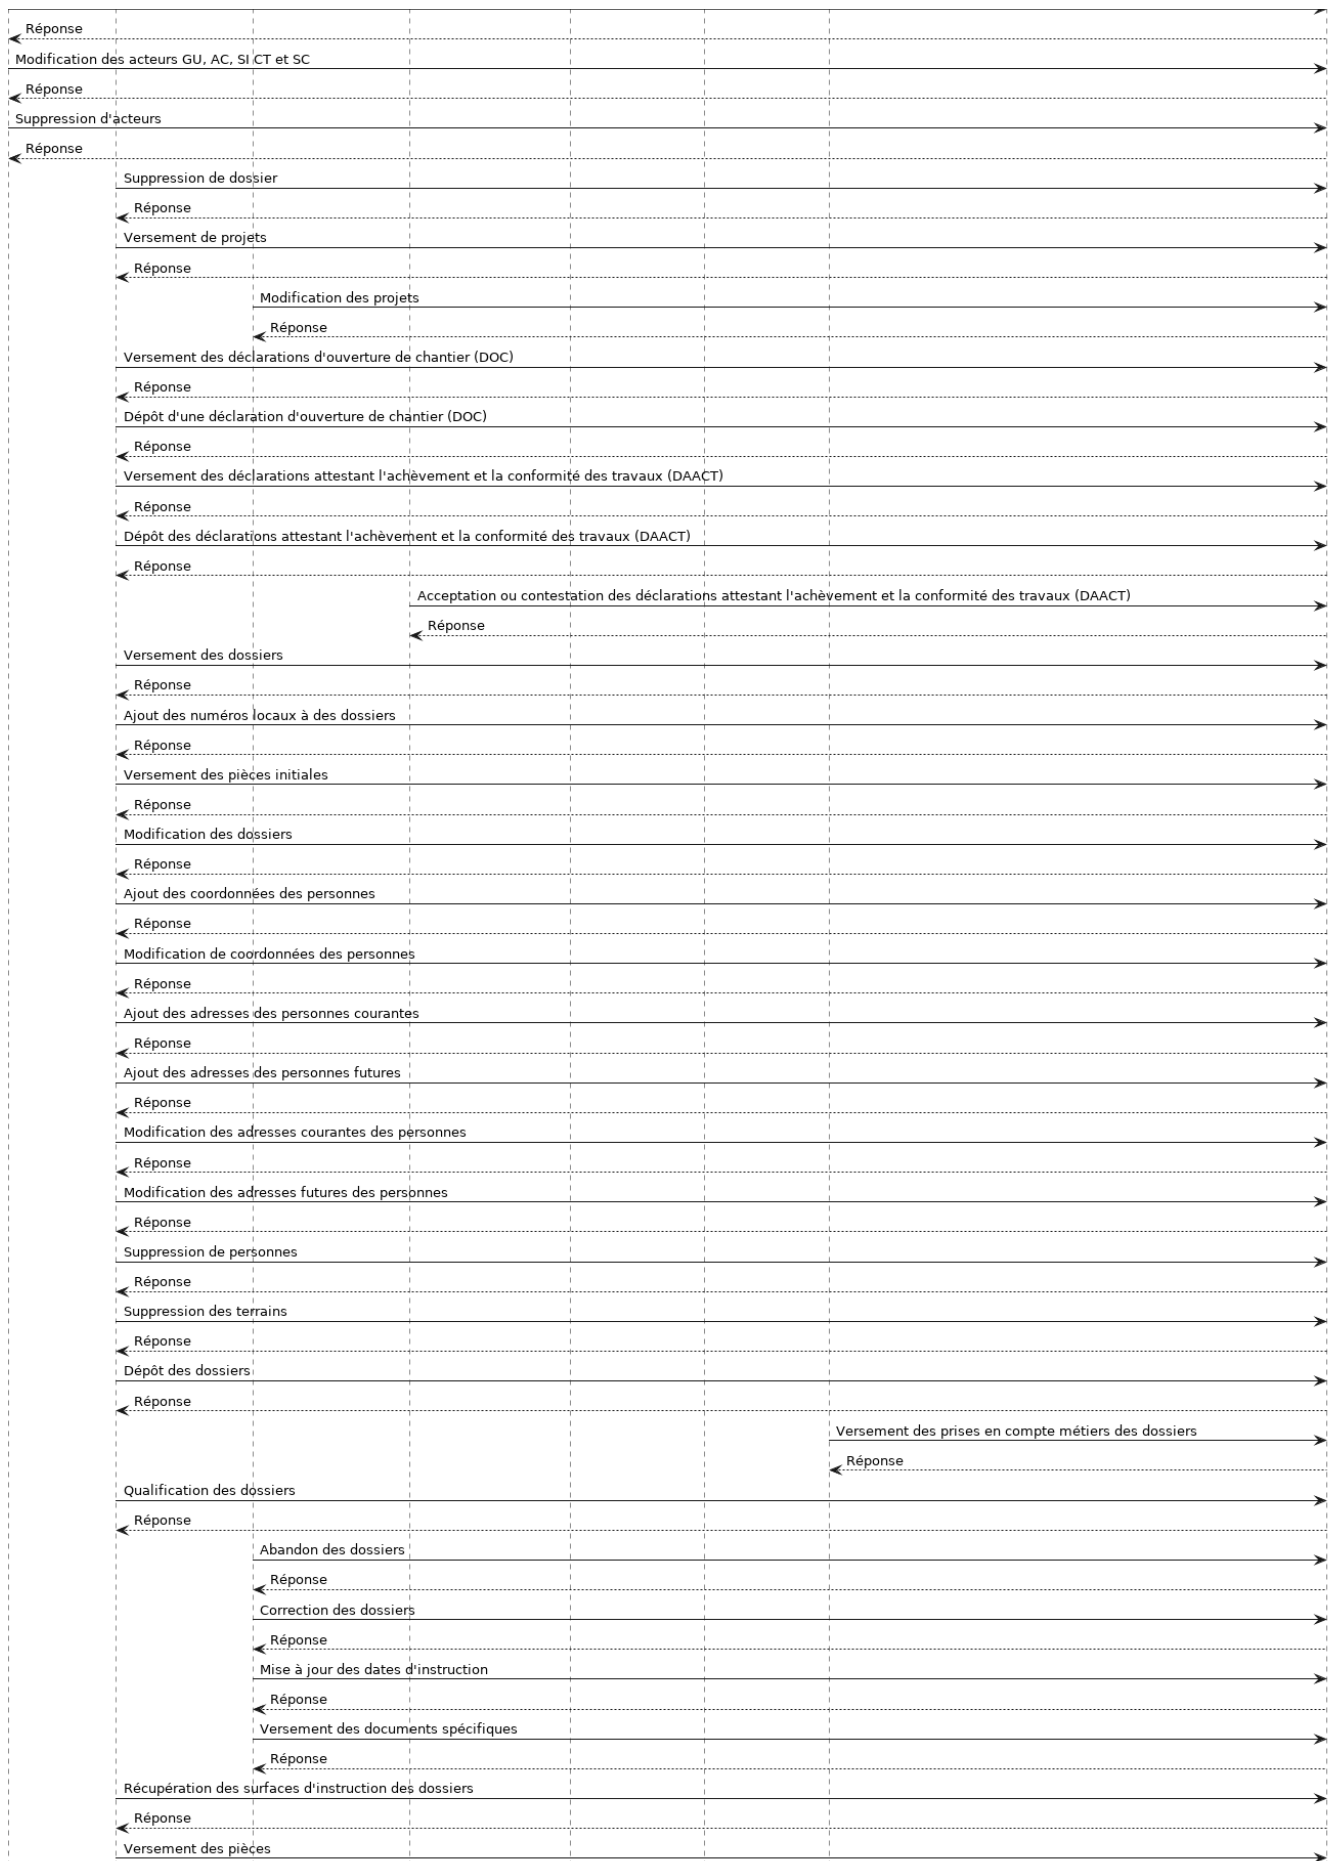 Réponse
Modification des acteurs GU, AC, SI CT et SC
Réponse
Suppression d'acteurs
Réponse
Suppression de dossier
Réponse
Versement de projets
Réponse
Modification des projets
Réponse
Versement des déclarations d'ouverture de chantier (DOC)
Réponse
Dépôt d'une déclaration d'ouverture de chantier (DOC)
Réponse
Versement des déclarations attestant l'achèvement et la conformité des travaux (DAACT)
Réponse
Dépôt des déclarations attestant l'achèvement et la conformité des travaux (DAACT)
Réponse
Acceptation ou contestation des déclarations attestant l'achèvement et la conformité des travaux (DAACT)
Réponse
Versement des dossiers
Réponse
Ajout des numéros locaux à des dossiers
Réponse
Versement des pièces initiales
Réponse
Modification des dossiers
Réponse
Ajout des coordonnées des personnes
Réponse
Modification de coordonnées des personnes
Réponse
Ajout des adresses des personnes courantes
Réponse
Ajout des adresses des personnes futures
Réponse
Modification des adresses courantes des personnes
Réponse
Modification des adresses futures des personnes
Réponse
Suppression de personnes
Réponse
Suppression des terrains
Réponse
Dépôt des dossiers
Réponse
Versement des prises en compte métiers des dossiers
Réponse
Qualification des dossiers
Réponse
Abandon des dossiers
Réponse
Correction des dossiers
Réponse
Mise à jour des dates d'instruction
Réponse
Versement des documents spécifiques
Réponse
Récupération des surfaces d'instruction des dossiers
Réponse
Versement des pièces